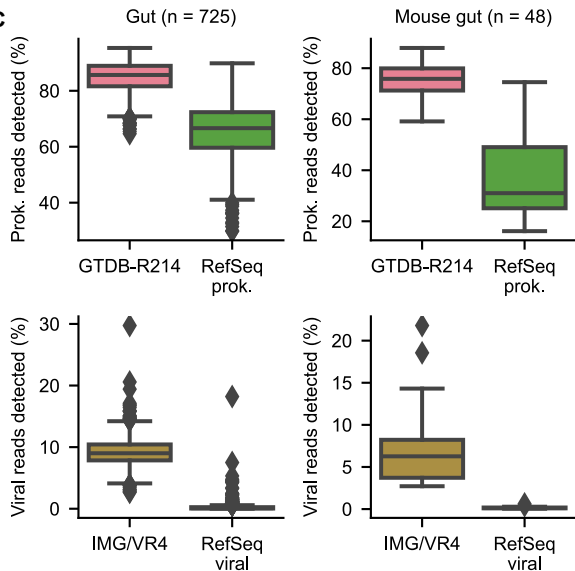 c
Gut (n = 725)
Prok. reads detected (%)
80
60
40
GTDB-R214
RefSeq
prok.
Mouse gut (n = 48)
Prok. reads detected (%)
80
60
40
20
GTDB-R214
RefSeq
prok.
Viral reads detected (%)
30
20
10
0
IMG/VR4
RefSeq
viral
Viral reads detected (%)
20
15
10
5
0
IMG/VR4
RefSeq
viral